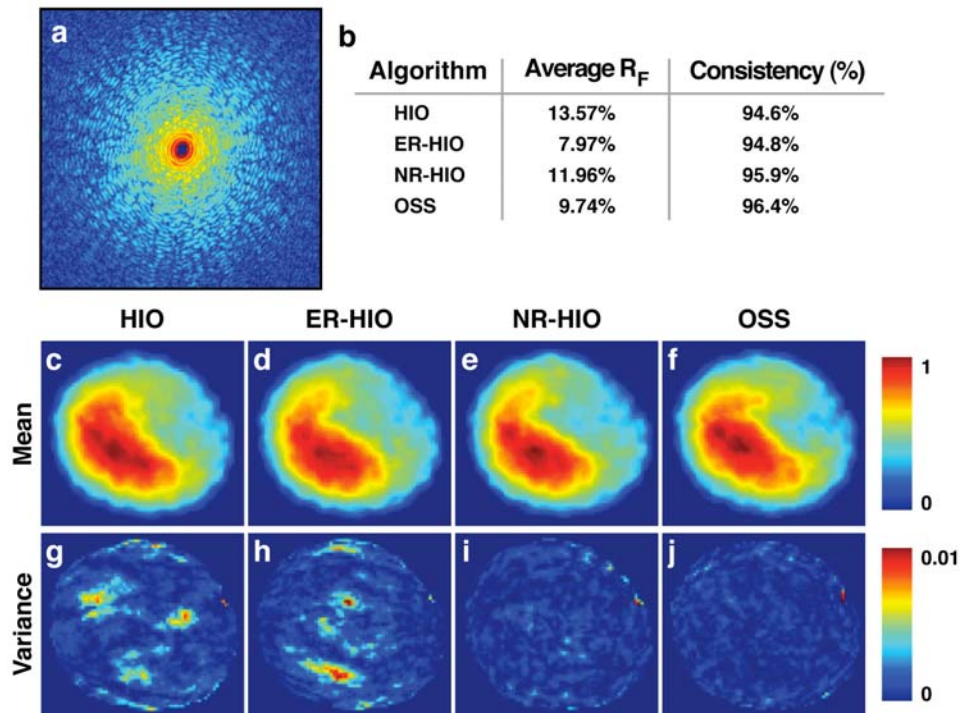 a
b
Algorithm Average RF Consistency (%)
HIO 13.57% 94.6%
ER-HIO 7.97% 94.8%
NR-HIO 11.96% 95.9%
OSS 9.74% 96.4%
HIO ER-HIO NR-HIO OSS
Mean
c d e f
1
0
Variance
g h i j
0.01
0